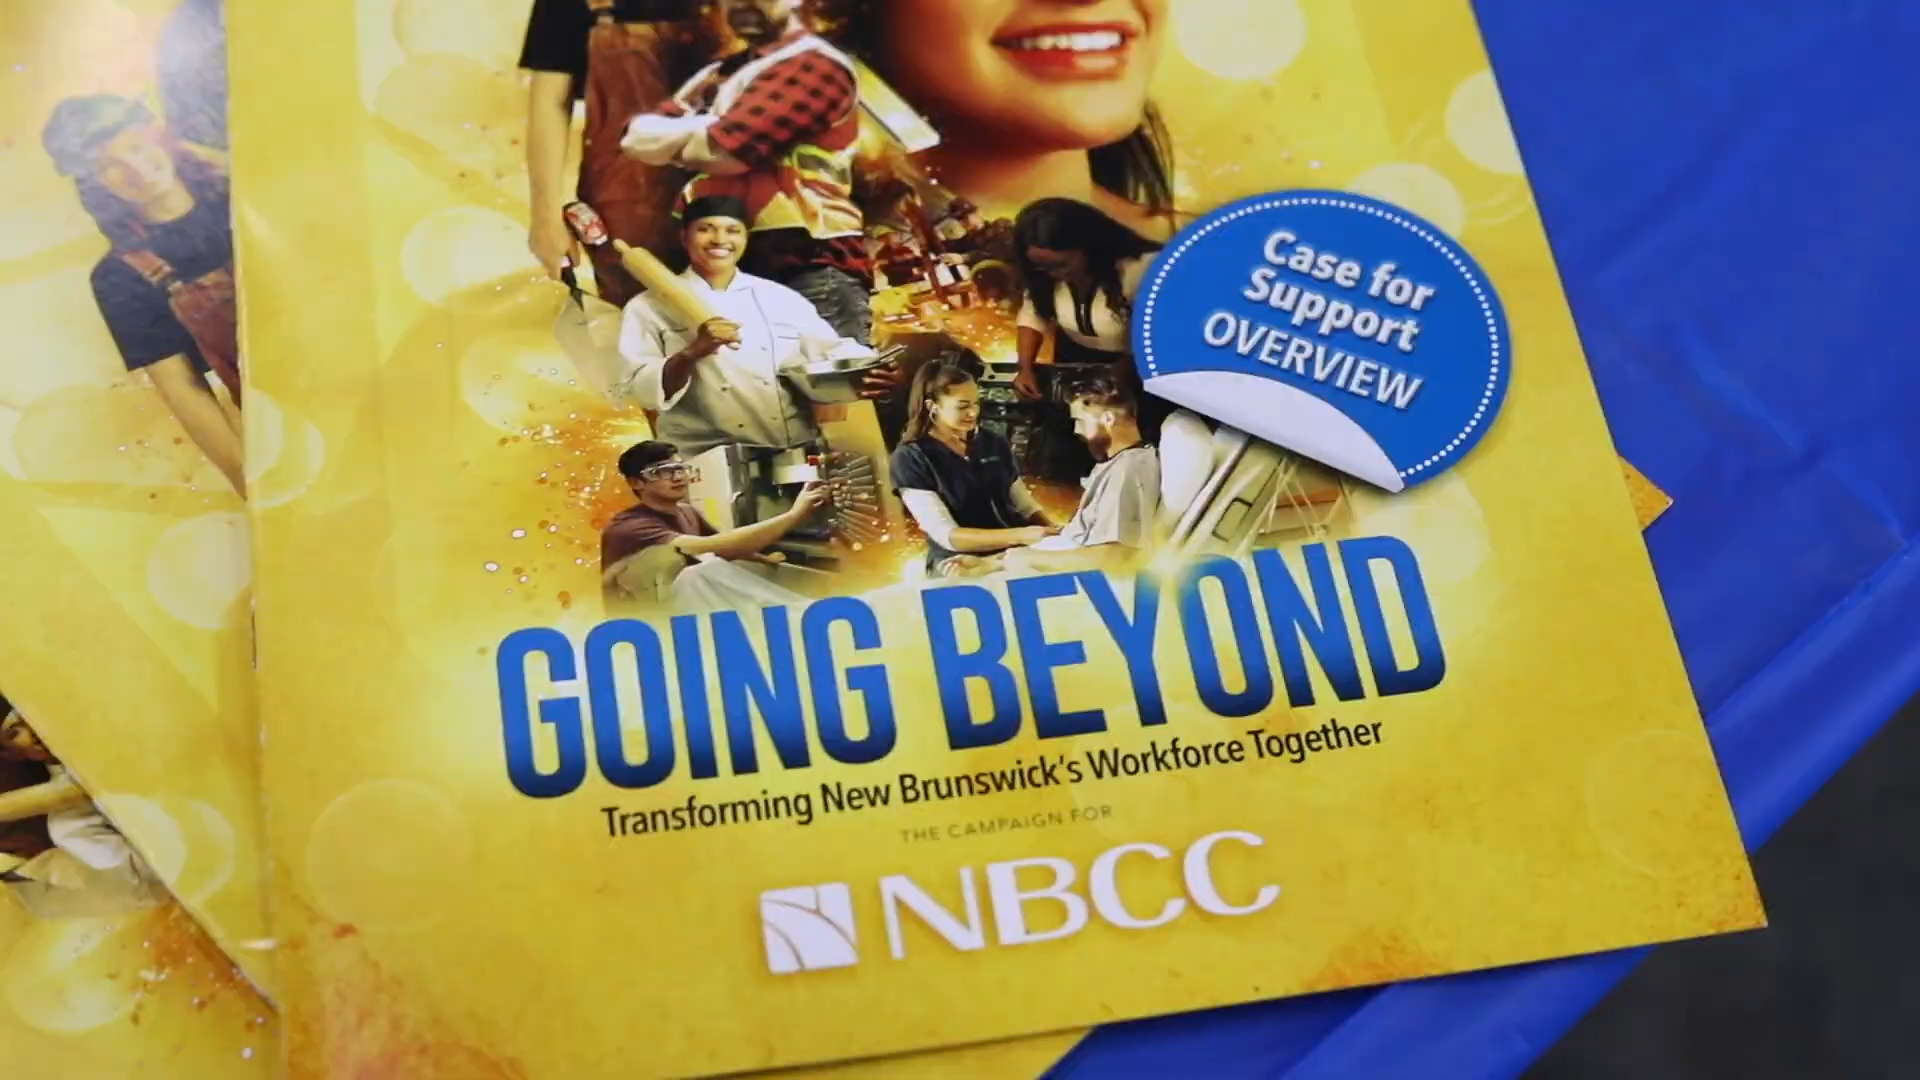 Case for
Support
OVERVIEW
GOING BEYOND
Transforming New Brunswick's Workforce Together
THE CAMPAIGN FOR
NBCC